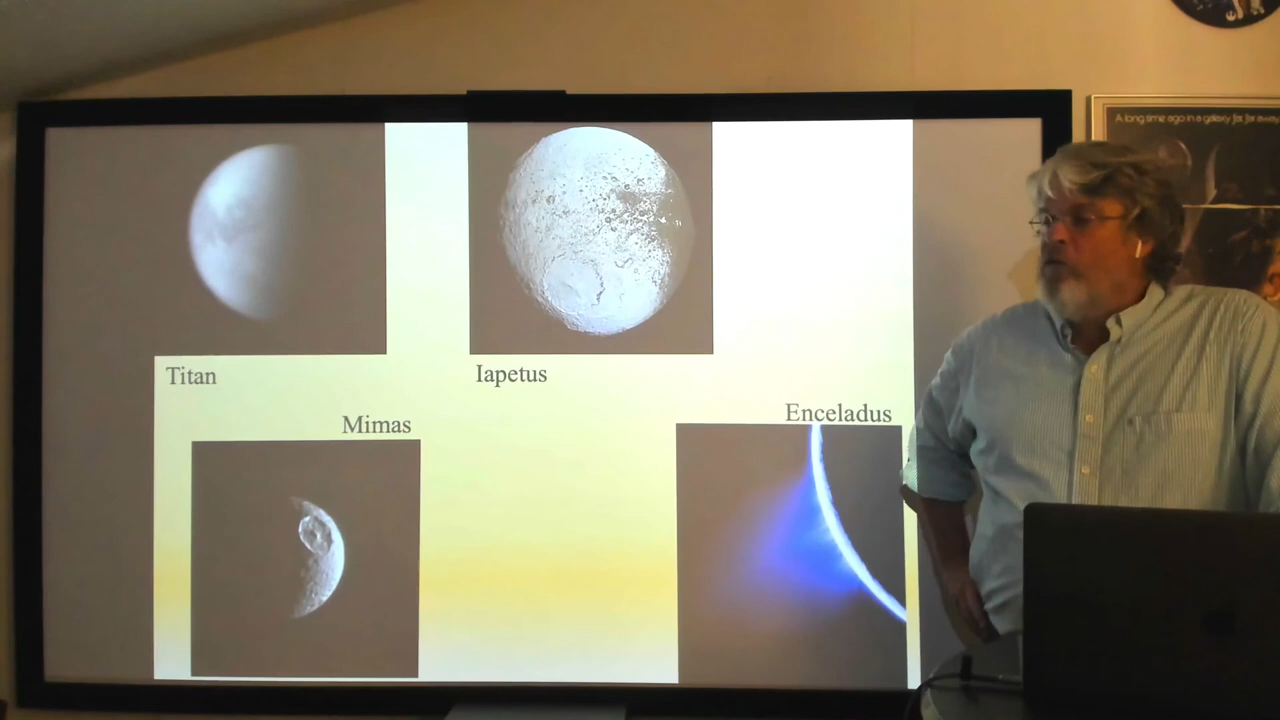 A long time ago in a galaxy far far away
Titan
Iapetus
Mimas
Enceladus